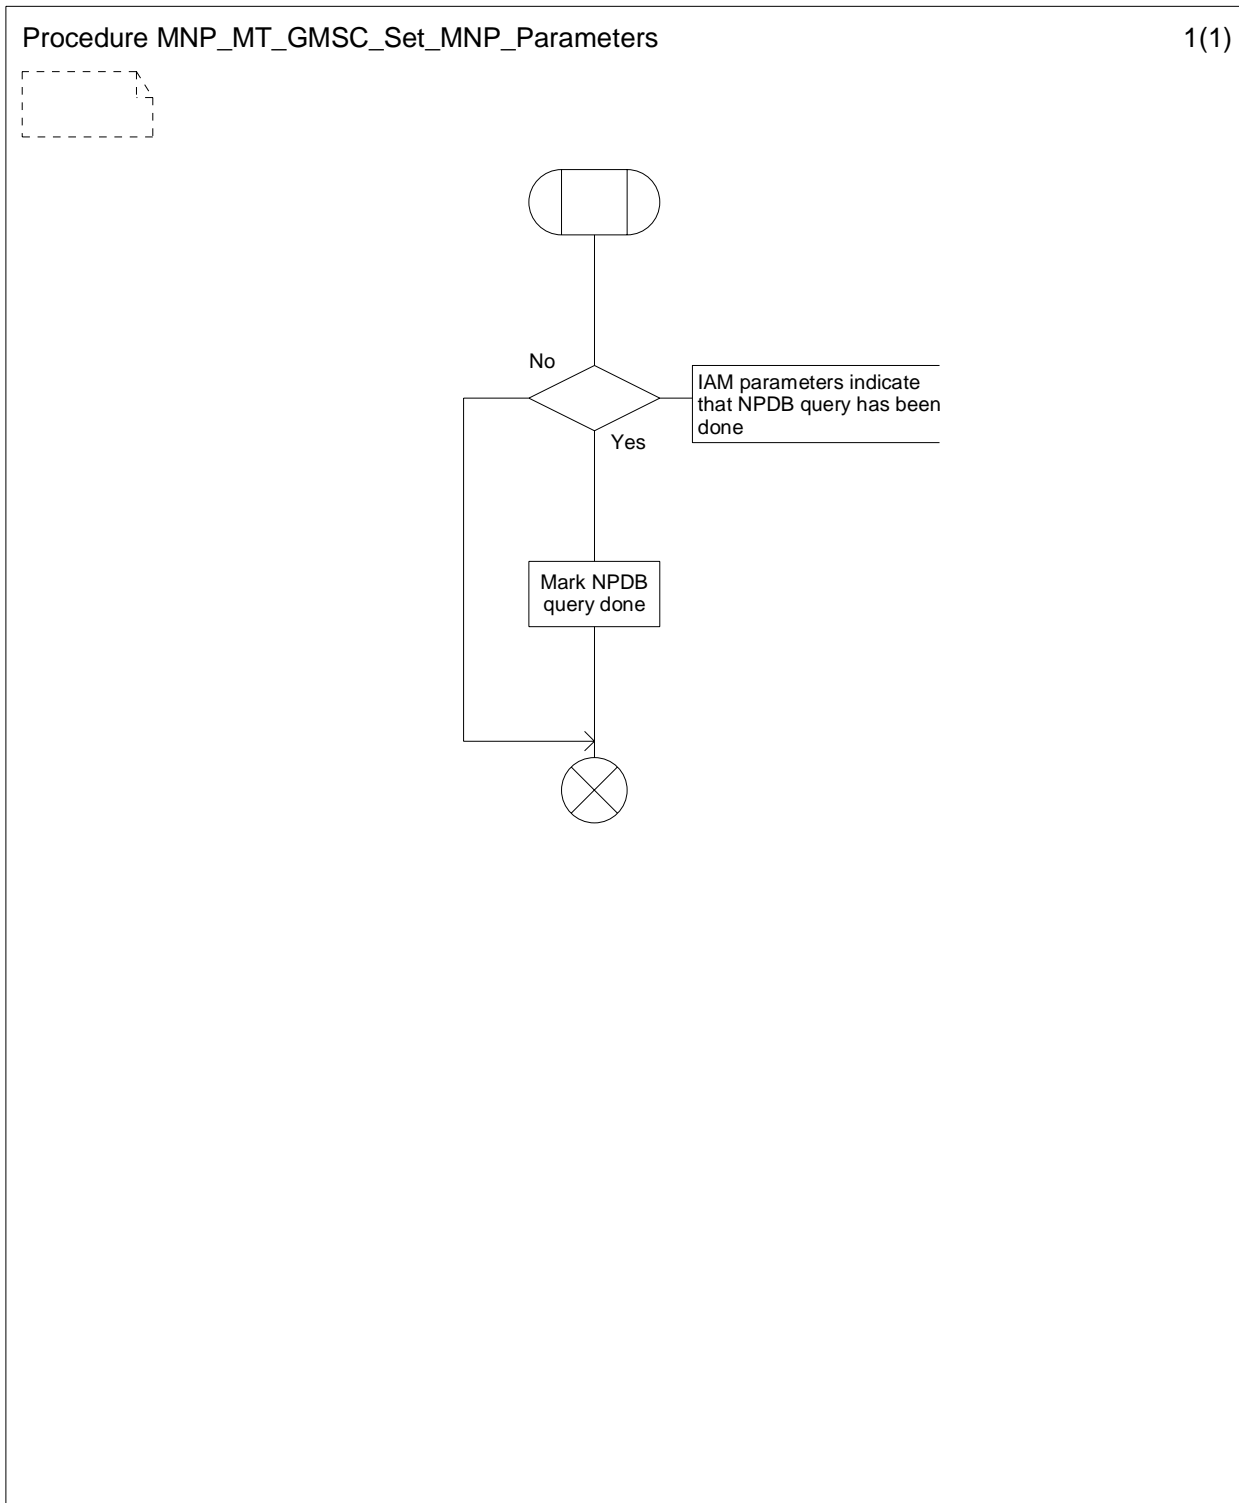 Procedure MNP_MT_GMSC_Set_MNP_Parameters
1(1)
No
IAM parameters indicate
that NPDB query has been
done
Yes
Mark NPDB
query done